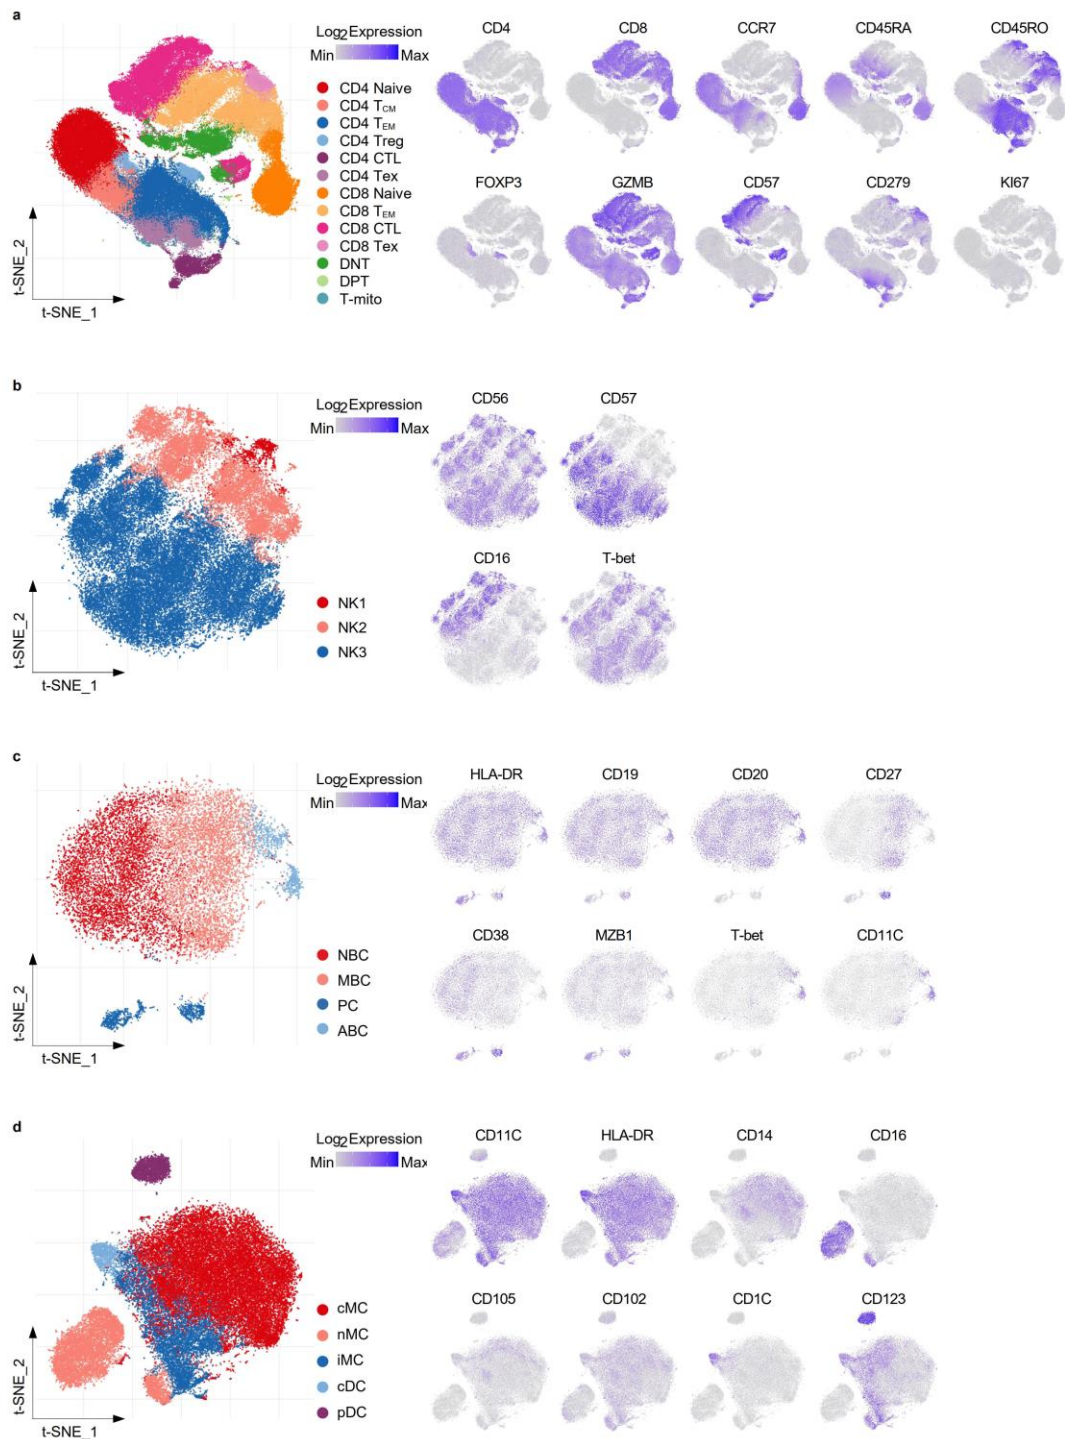 a
Log2Expression
Min Max
CD4 Naive
CD4 TCM
CD4 TEM
CD4 Treg
CD4 CTL
CD4 Tex
CD8 Naive
CD8 TEM
CD8 CTL
CD8 Tex
DNT
DPT
T-mito
t-SNE_2
t-SNE_1
CD4 CD8 CCR7 CD45RA CD45RO
FOXP3 GZMB CD57 CD279 KI67
b
Log2Expression
Min Max
NK1
NK2
NK3
t-SNE_2
t-SNE_1
CD56 CD57
CD16 T-bet
c
Log2Expression
Min Max
NBC
MBC
PC
ABC
t-SNE_2
t-SNE_1
HLA-DR CD19 CD20 CD27
CD38 MZB1 T-bet CD11C
d
Log2Expression
Min Max
cMC
nMC
iMC
cDC
pDC
t-SNE_2
t-SNE_1
CD11C HLA-DR CD14 CD16
CD105 CD102 CD1C CD123